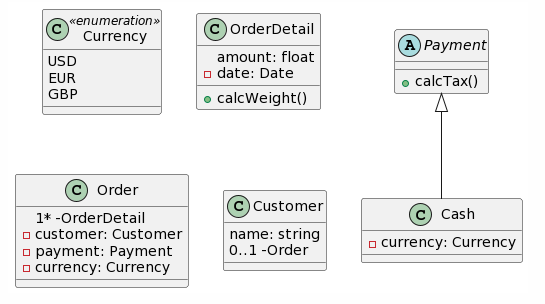 C «enumeration»
Currency
USD
EUR
GBP
C OrderDetail
amount: float
date: Date
calcWeight()
A Payment
calcTax()
C Order
1* -OrderDetail
customer: Customer
payment: Payment
currency: Currency
C Customer
name: string
0..1 -Order
C Cash
currency: Currency